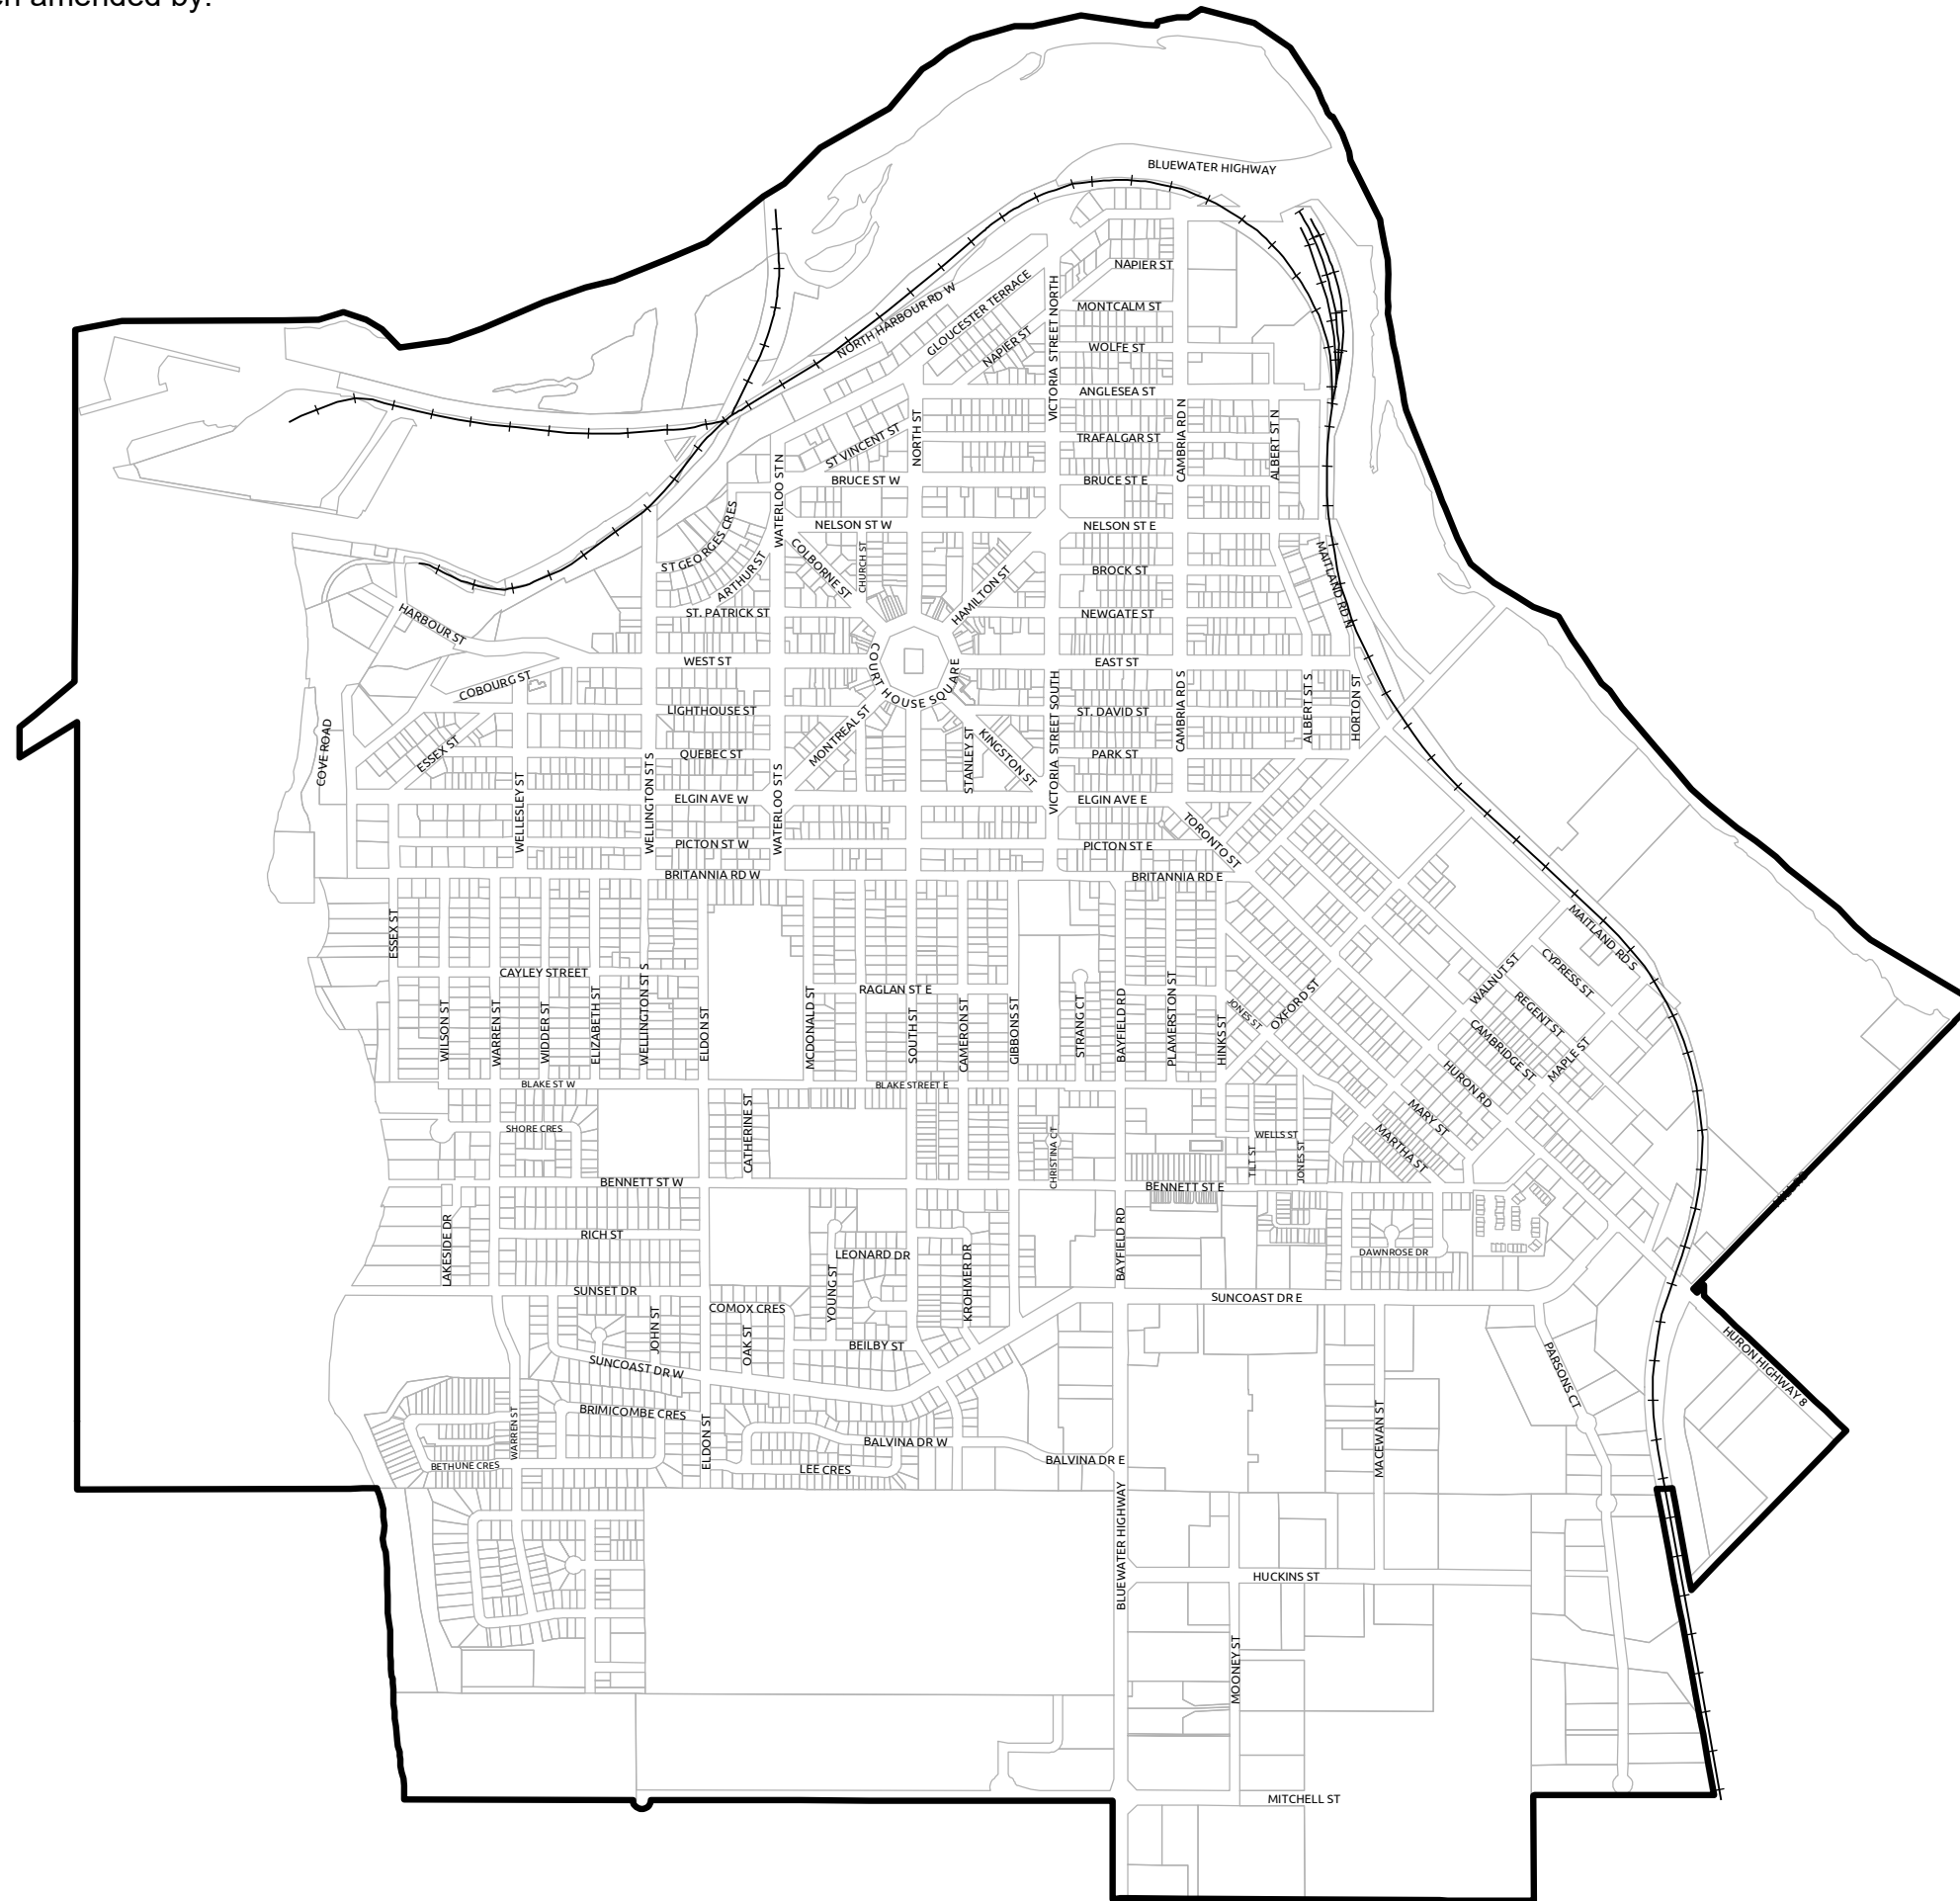 en amended by:
BLUEWATER HIGHWAY
NAPIER ST
NORTH HARBOUR RD W
GLOUCESTER TERRACE
VICTORIA STREET NORTH
MONTCALM ST
NAPIER ST
WOLFE ST
ANGLESEA ST
ST VINCENT ST
NORTH ST
TRAFALGAR ST
CAMBRIA RD N
ALBERT ST N
WATERLOO ST N
BRUCE ST W
BRUCE ST E
ST GEORGES CRES
NELSON ST W
NELSON ST E
COLBORNE ST
CHURCH ST
ARTHUR ST
HAMILTON ST
BROCK ST
MAITLAND RD N
HARBOUR ST
ST. PATRICK ST
NEWGATE ST
WEST ST
COURT HOUSE SQUARE
EAST ST
COBOURG ST
LIGHTHOUSE ST
MONTREAL ST
VICTORIA STREET SOUTH
ST. DAVID ST
CAMBRIA RD S
ALBERT ST S
HORTON ST
COVE ROAD
ESSEX ST
QUEBEC ST
STANLEY ST
KINGSTON ST
PARK ST
WELLESLEY ST
WELLINGTON ST S
WATERLOO ST S
ELGIN AVE W
ELGIN AVE E
TORONTO ST
PICTON ST W
PICTON ST E
BRITANNIA RD W
BRITANNIA RD E
ESSEX ST
MAITLAND RD S
CAYLEY STREET
RAGLAN ST E
WALNUT ST
CYPRESS ST
WILSON ST
WARREN ST
WIDDER ST
ELIZABETH ST
WELLINGTON ST S
ELDON ST
MCDONALD ST
SOUTH ST
CAMERON ST
GIBBONS ST
STRANG CT
BAYFIELD RD
PLAMERSTON ST
HINKS ST
JONES ST
OXFORD ST
REGENT ST
CAMBRIDGE ST
MAPLE ST
BLAKE ST W
BLAKE STREET E
HURON RD
SHORE CRES
CATHERINE ST
CHRISTINA CT
TILT ST
WELLS ST
JONES ST
MARY ST
MARTHA ST
BENNETT ST W
BENNETT ST E
LAKESIDE DR
RICH ST
YOUNG ST
LEONARD DR
KROHMER DR
BAYFIELD RD
DAWNROSE DR
SUNSET DR
COMOX CRES
SUNCOAST DR E
JOHN ST
OAK ST
BEILBY ST
HURON HIGHWAY 8
SUNCOAST DR W
PARSONS CT
BRIMICOMBE CRES
WARREN ST
ELDON ST
BALVINA DR W
MACEWAN ST
BETHUNE CRES
LEE CRES
BALVINA DR E
BLUEWATER HIGHWAY
HUCKINS ST
MOONEY ST
MITCHELL ST